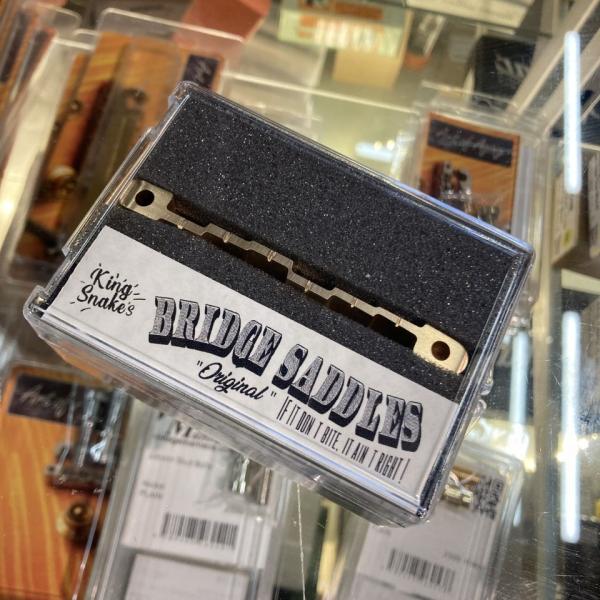 King
Snake's
BRIDGE SADDLES
"Original"
IF IT DON'T BITE, IT AIN'T RIGHT!